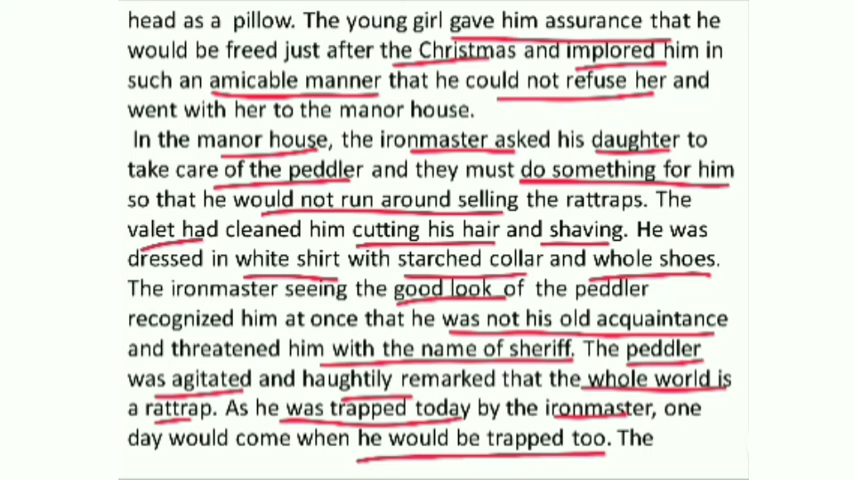 head as a pillow. The young girl gave him assurance that he
would be freed just after the Christmas and implored him in
such an amicable manner that he could not refuse her and
went with her to the manor house.
In the manor house, the ironmaster asked his daughter to
take care of the peddler and they must do something for him
so that he would not run around selling the rattraps. The
valet had cleaned him cutting his hair and shaving. He was
dressed in white shirt with starched collar and whole shoes.
The ironmaster seeing the good look of the peddler
recognized him at once that he was not his old acquaintance
and threatened him with the name of sheriff. The peddler
was agitated and haughtily remarked that the whole world is
a rattrap. As he was trapped today by the ironmaster, one
day would come when he would be trapped too. The